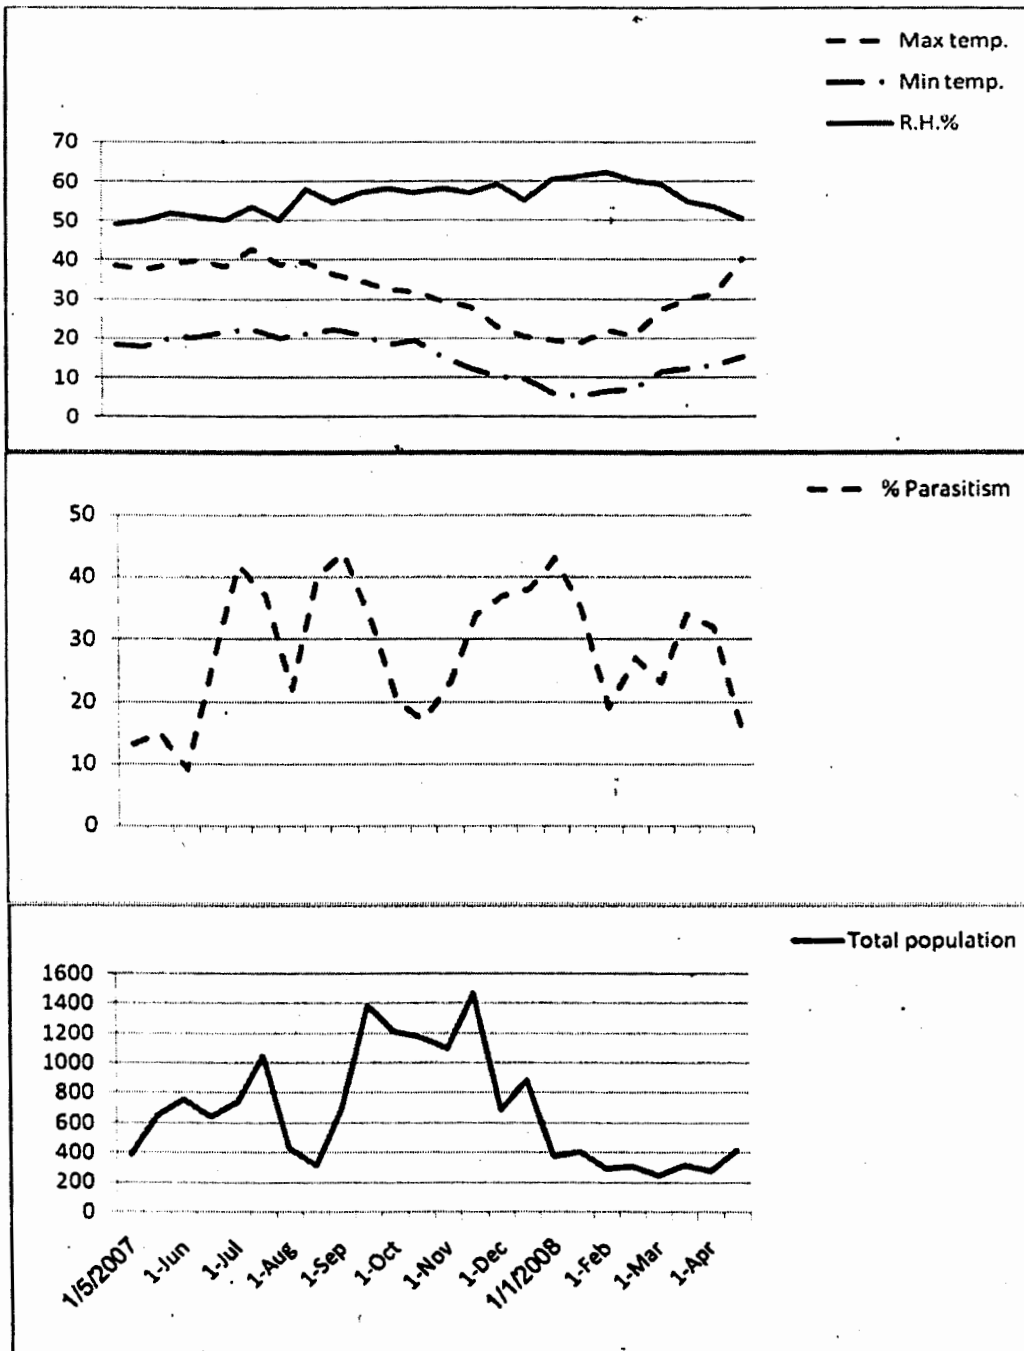 Max temp.
Min temp.
R.H.%
70
60
50
40
30
20
10
0
% Parasitism
50
40
30
20
10
0
Total population
1600
1400
1200
1000
800
600
400
200
0
1/5/2007
1-Jun
1-Jul
1-Aug
1-Sep
1-Oct
1-Nov
1-Dec
1/1/2008
1-Feb
1-Mar
1-Apr